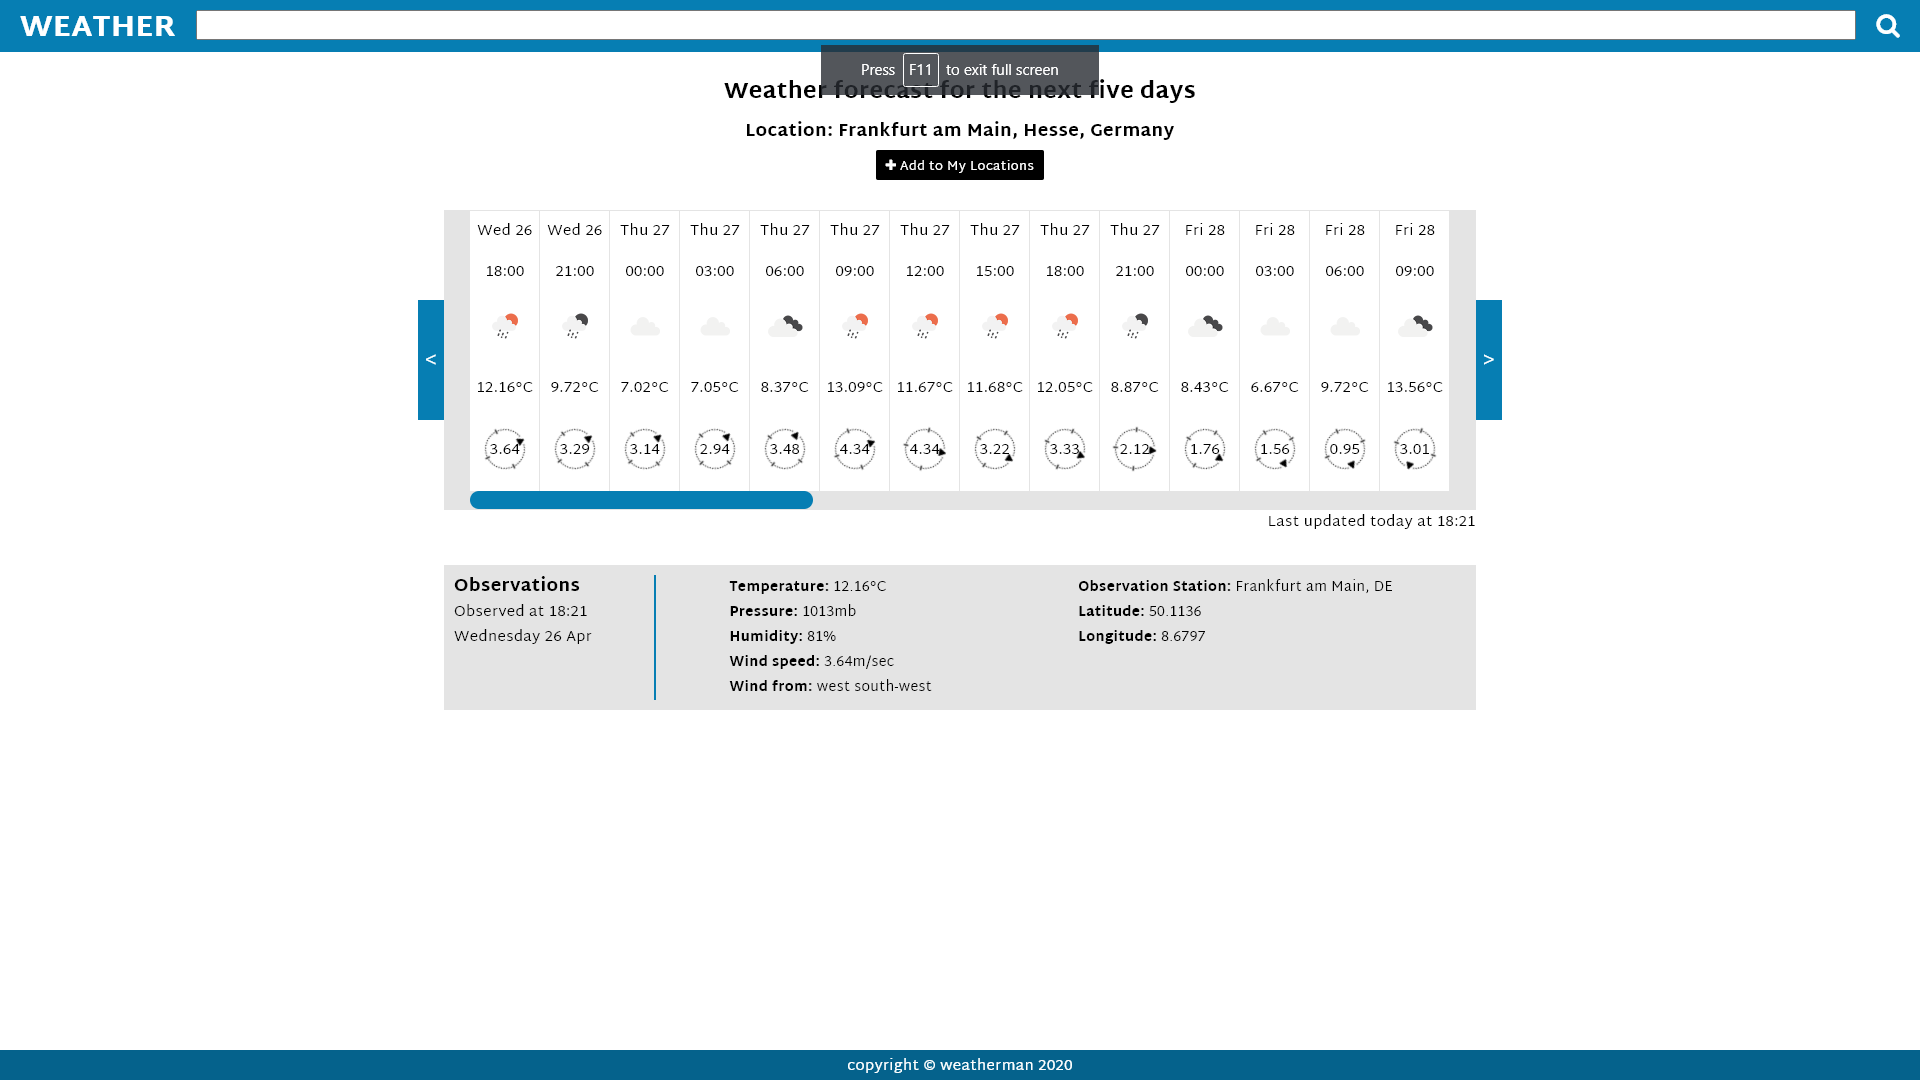 WEATHER
Press F11 to exit full screen
Weather forecast for the next five days
Location: Frankfurt am Main, Hesse, Germany
+ Add to My Locations
Wed 26 Wed 26 Thu 27 Thu 27 Thu 27 Thu 27 Thu 27 Thu 27 Thu 27 Thu 27 Fri 28 Fri 28 Fri 28 Fri 28
18:00 21:00 00:00 03:00 06:00 09:00 12:00 15:00 18:00 21:00 00:00 03:00 06:00 09:00
< >
12.16°C 9.72°C 7.02°C 7.05°C 8.37°C 13.09°C 11.67°C 11.68°C 12.05°C 8.87°C 8.43°C 6.67°C 9.72°C 13.56°C
3.64 3.29 3.14 2.94 3.48 4.34 4.34 3.22 3.33 2.12 1.76 1.56 0.95 3.01
Last updated today at 18:21
Observations
Observed at 18:21
Wednesday 26 Apr
Temperature: 12.16°C
Pressure: 1013mb
Humidity: 81%
Wind speed: 3.64m/sec
Wind from: west south-west
Observation Station: Frankfurt am Main, DE
Latitude: 50.1136
Longitude: 8.6797
copyright © weatherman 2020